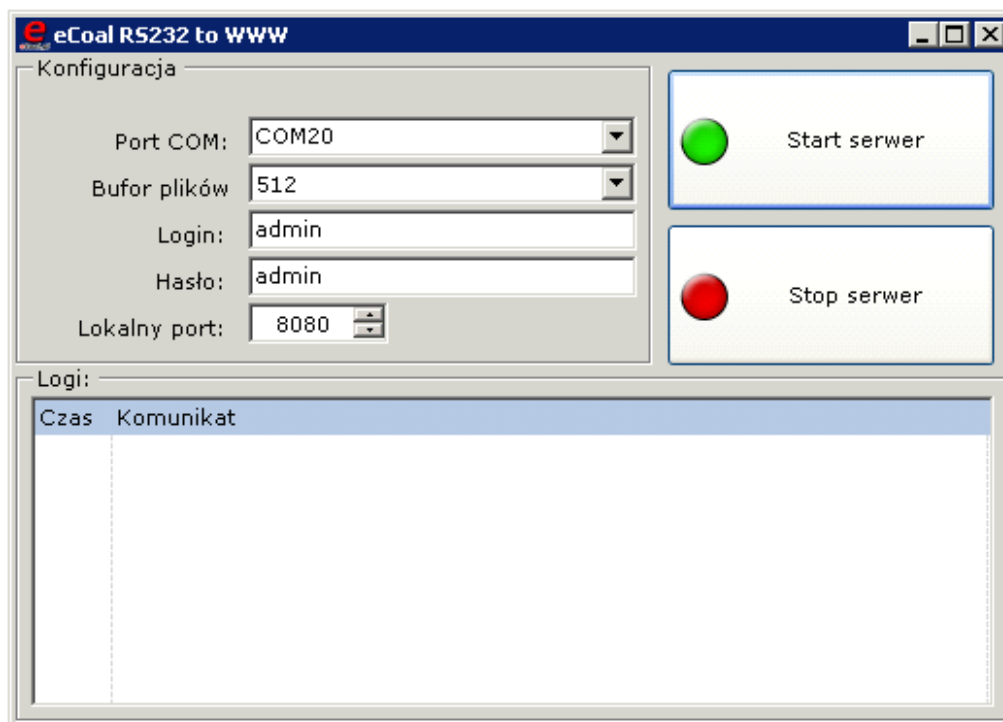 eCoal RS232 to WWW
Konfiguracja
Port COM: COM20
Bufor plików 512
Login: admin
Hasło: admin
Lokalny port: 8080
Start serwer
Stop serwer
Logi:
Czas Komunikat